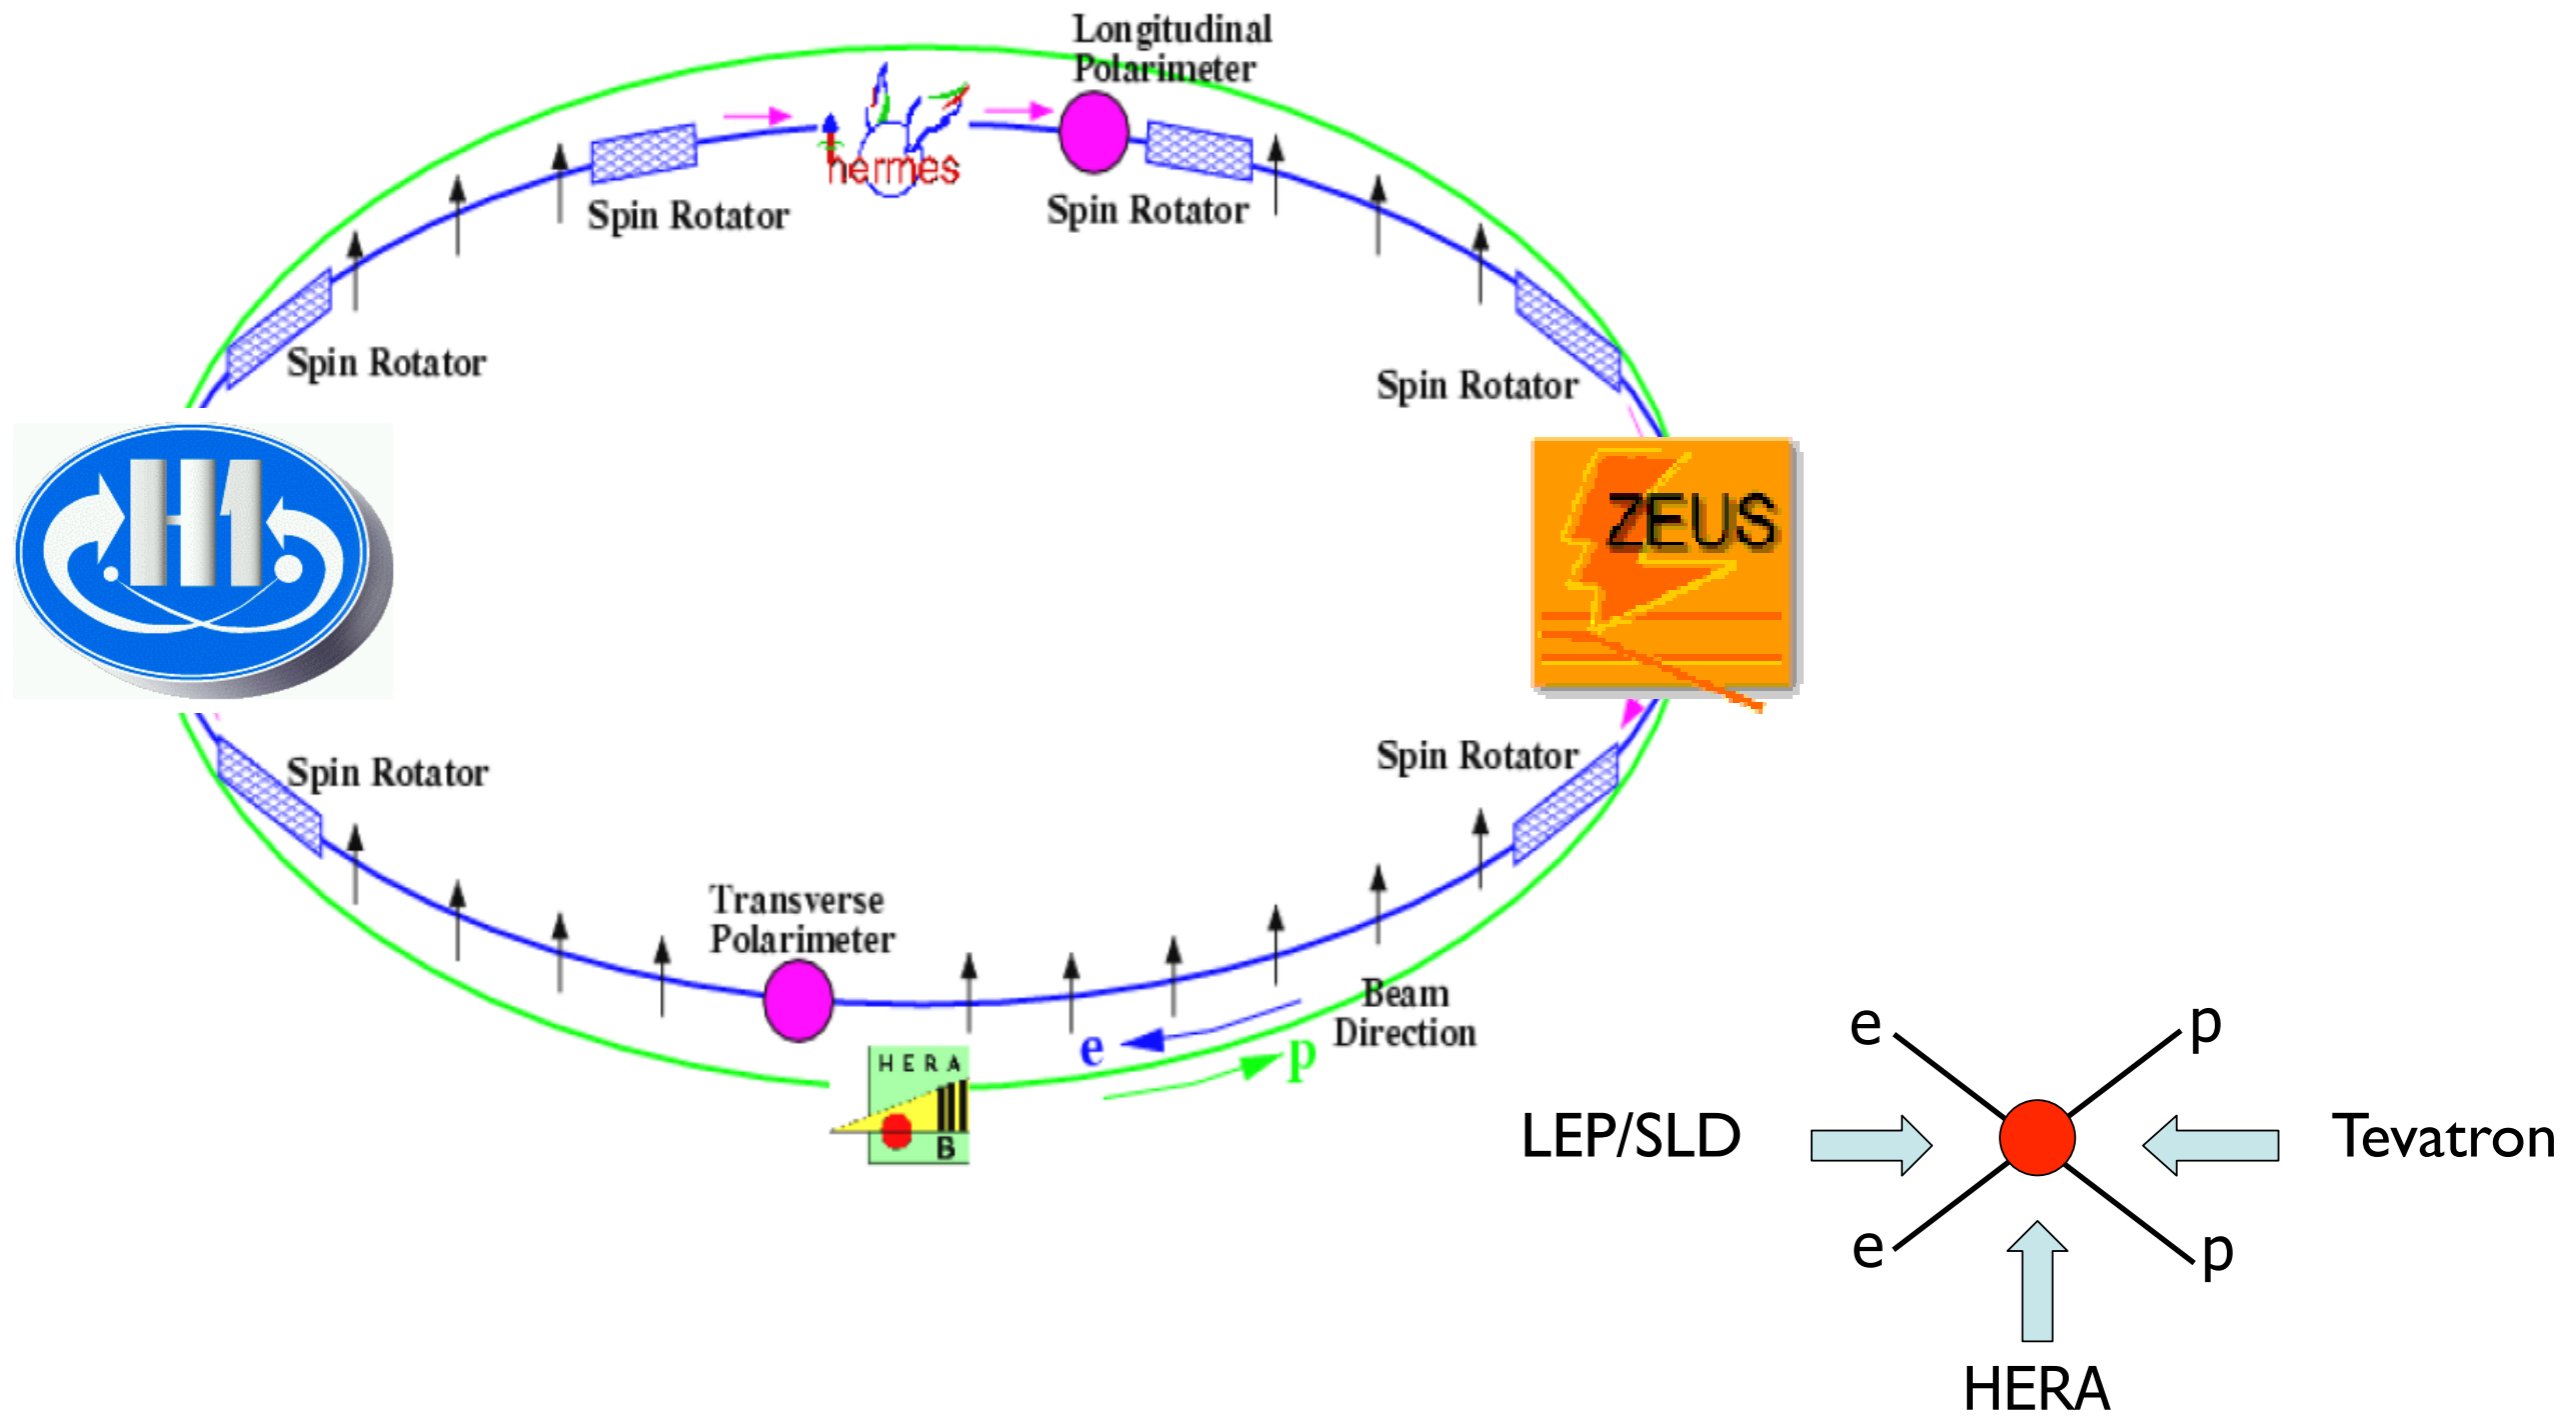 Longitudinal
Polarimeter
hermes
Spin Rotator
Spin Rotator
Spin Rotator
Spin Rotator
H1
ZEUS
Spin Rotator
Spin Rotator
Transverse
Polarimeter
Beam
Direction
e
p
HERA
B
e
p
LEP/SLD
Tevatron
e
p
HERA